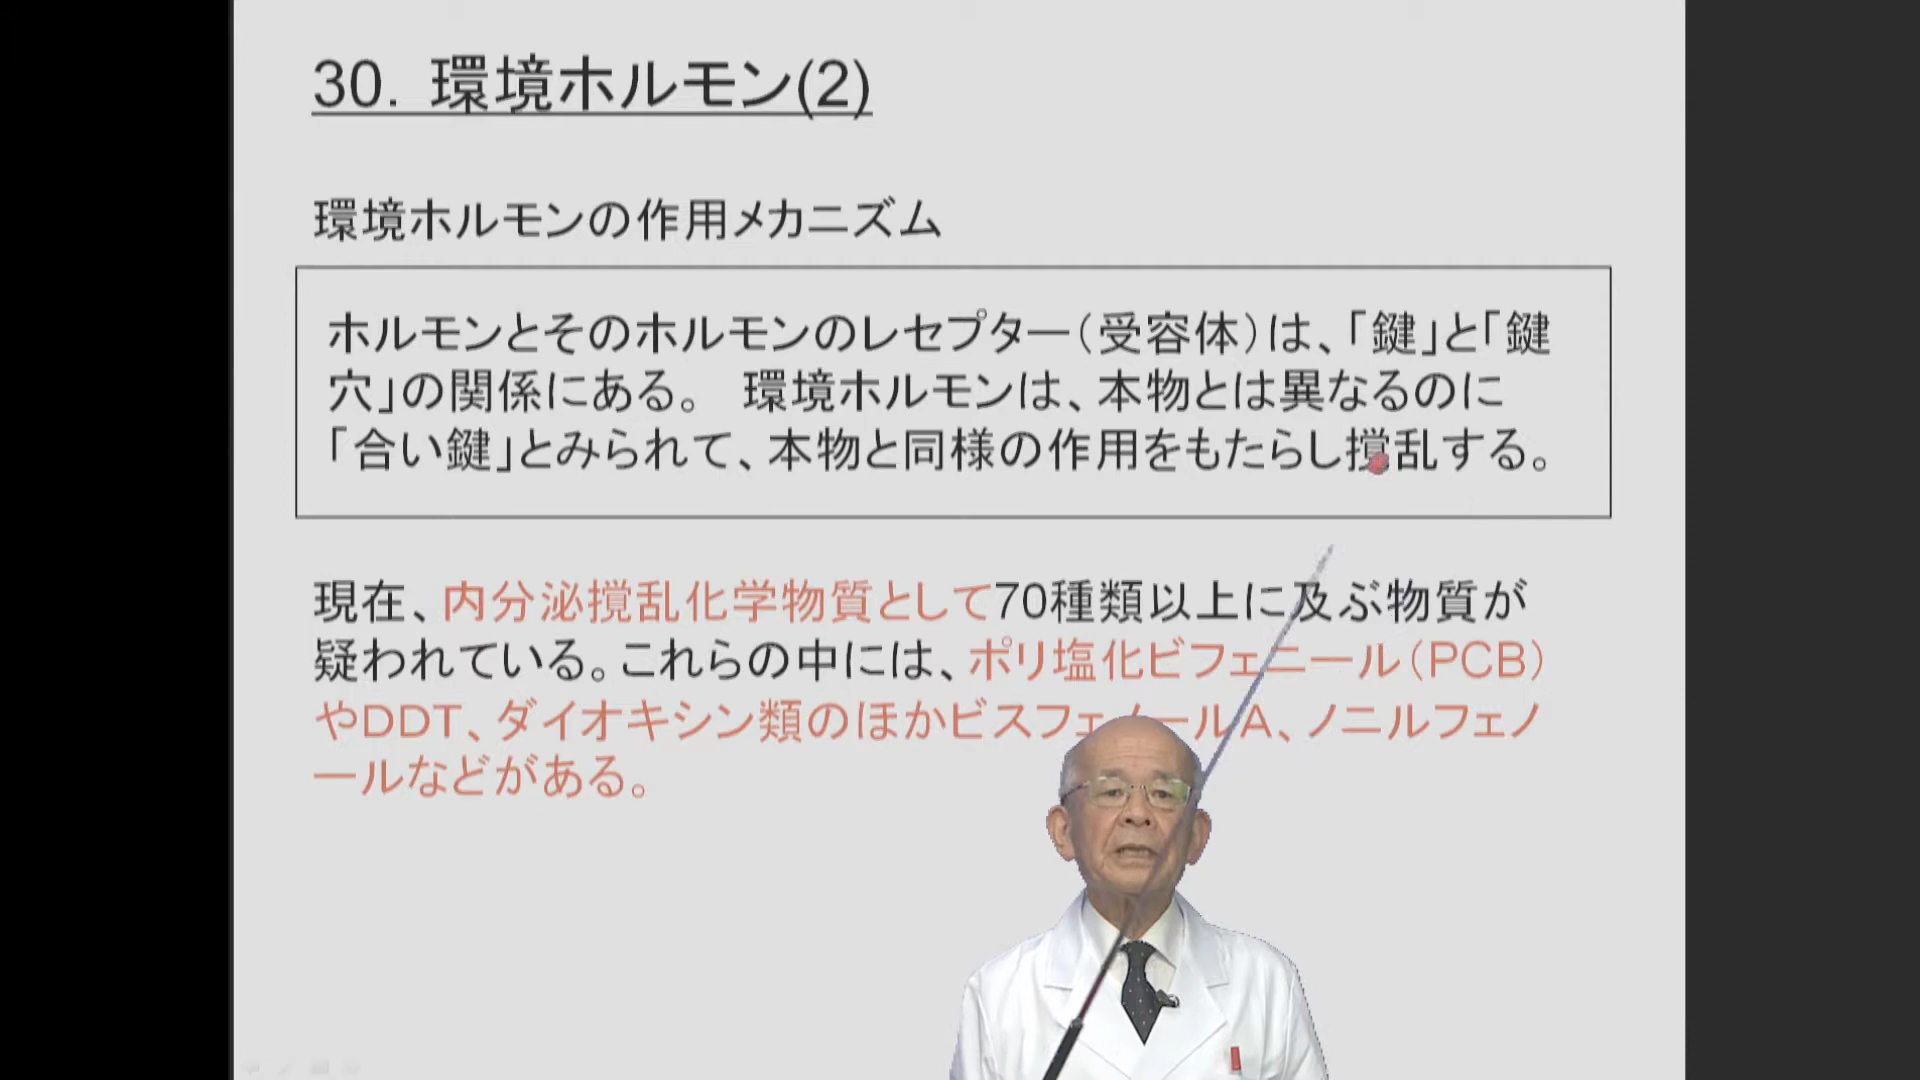 30. 環境ホルモン(2)
環境ホルモンの作用メカニズム
ホルモンとそのホルモンのレセプター(受容体)は、「鍵」と「鍵
穴」の関係にある。 環境ホルモンは、本物とは異なるのに
「合い鍵」とみられて、本物と同様の作用をもたらし撹乱する。
現在、内分泌撹乱化学物質として70種類以上に及ぶ物質が
疑われている。これらの中には、ポリ塩化ビフェニール(PCB)
やDDT、ダイオキシン類のほかビスフェノールA、ノニルフェノ
ールなどがある。